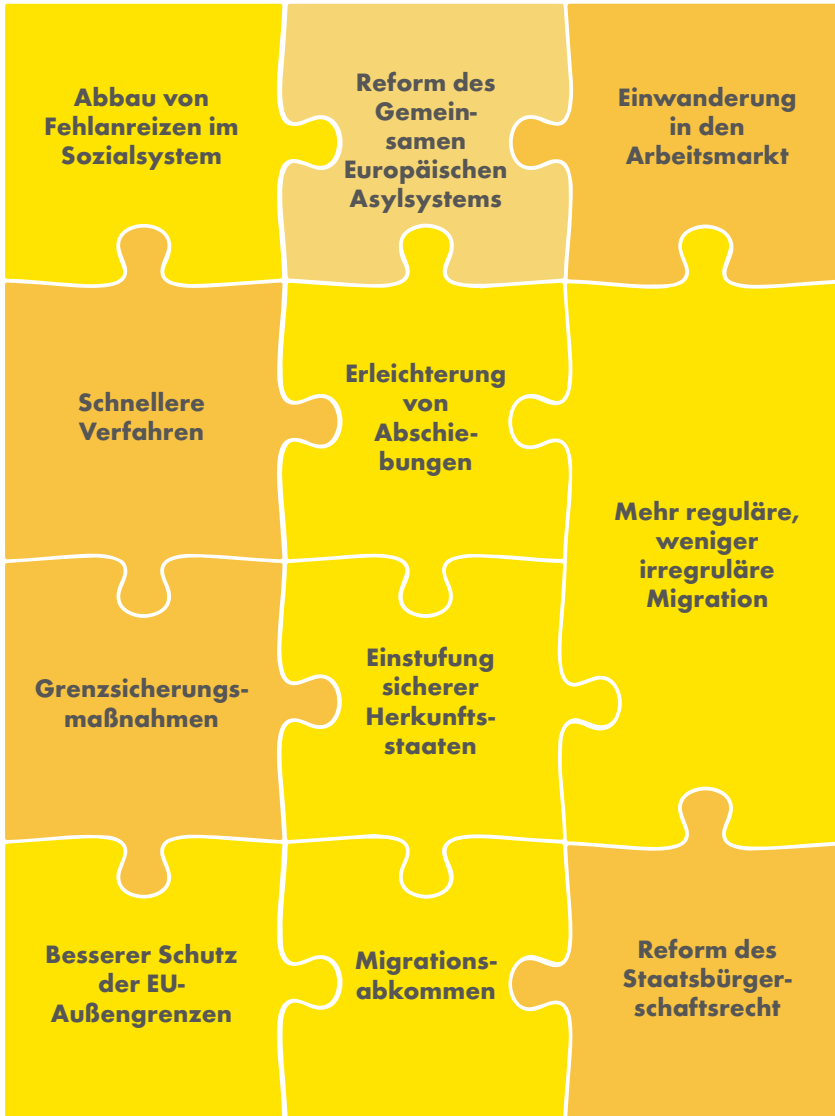 Abbau von
Fehlanreizen im
Sozialsystem
Reform des
Gemein-
samen
Europäischen
Asylsystems
Einwanderung
in den
Arbeitsmarkt
Schnellere
Verfahren
Erleichterung
von
Abschie-
bungen
Mehr reguläre,
weniger
irregruläre
Migration
Grenzsicherungs-
maßnahmen
Einstufung
sicherer
Herkunfts-
staaten
Besserer Schutz
der EU-
Außengrenzen
Migrations-
abkommen
Reform des
Staatsbürger-
schaftsrecht